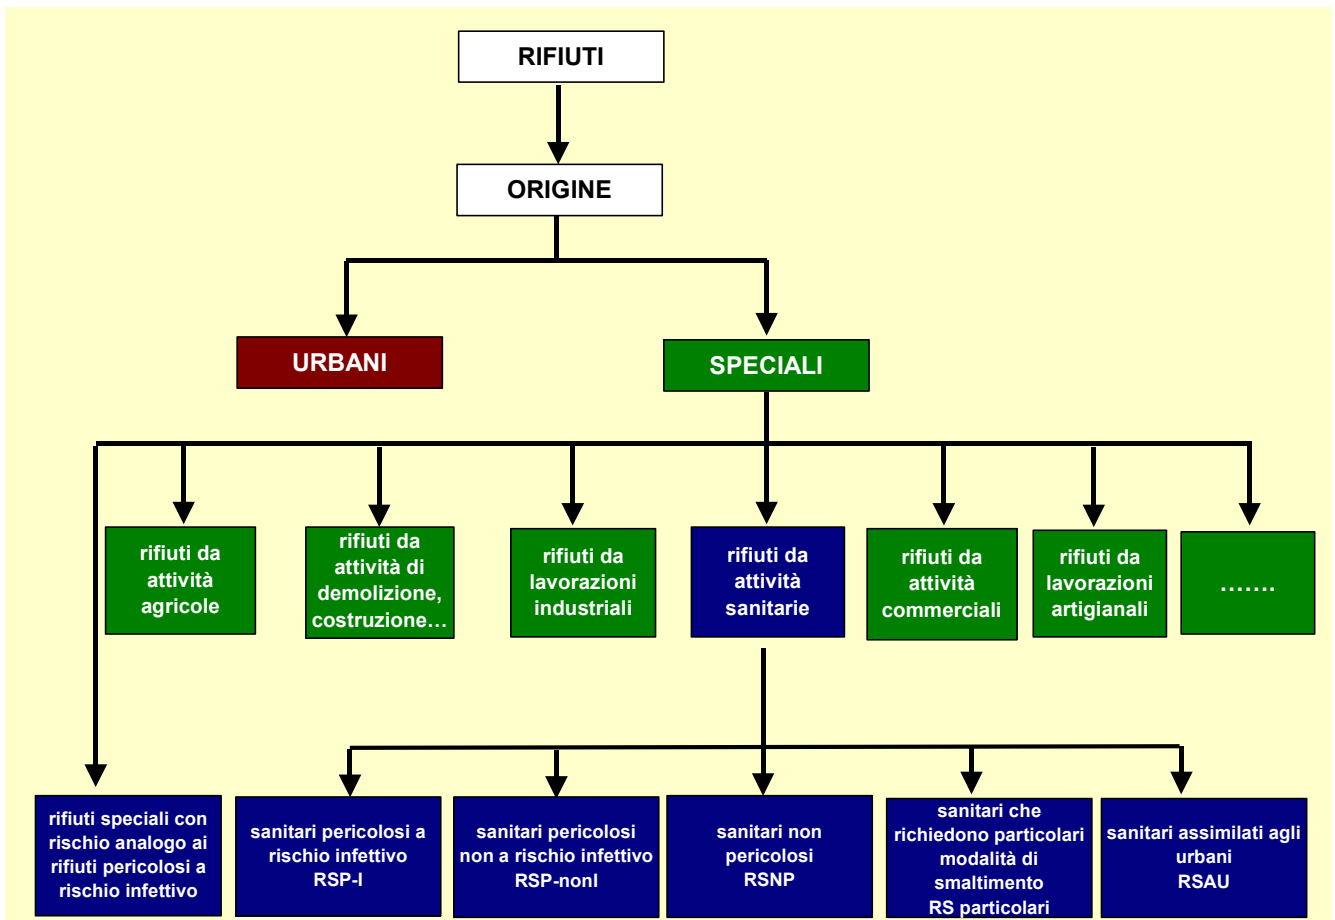 RIFIUTI
ORIGINE
URBANI
SPECIALI
rifiuti da
attività
agricole
rifiuti da
attività di
demolizione,
costruzione…
rifiuti da
lavorazioni
industriali
rifiuti da
attività
sanitarie
rifiuti da
attività
commerciali
rifiuti da
lavorazioni
artigianali
…….
rifiuti speciali con
rischio analogo ai
rifiuti pericolosi a
rischio infettivo
sanitari pericolosi a
rischio infettivo
RSP-I
sanitari pericolosi
non a rischio infettivo
RSP-nonI
sanitari non
pericolosi
RSNP
sanitari che
richiedono particolari
modalità di
smaltimento
RS particolari
sanitari assimilati agli
urbani
RSAU